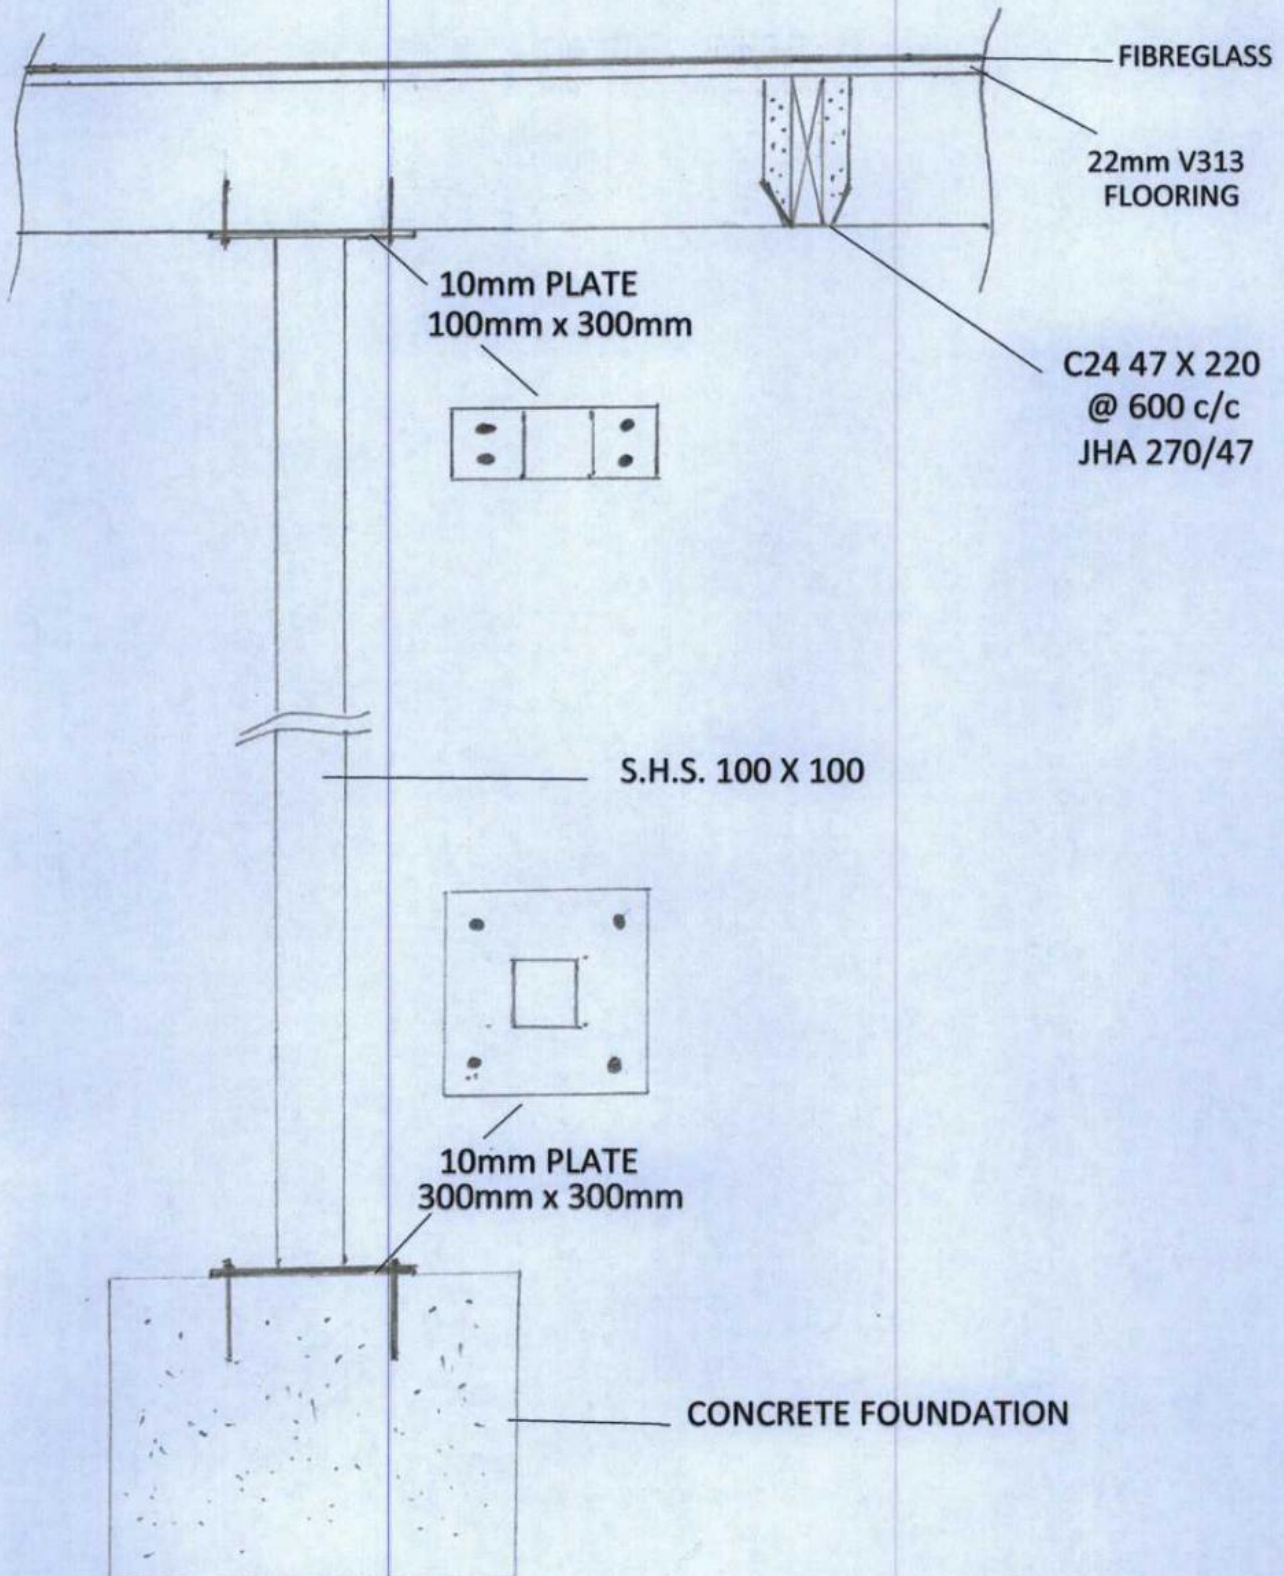 FIBREGLASS
22mm V313
FLOORING
10mm PLATE
100mm x 300mm
C24 47 X 220
@ 600 c/c
JHA 270/47
S.H.S. 100 X 100
10mm PLATE
300mm x 300mm
CONCRETE FOUNDATION